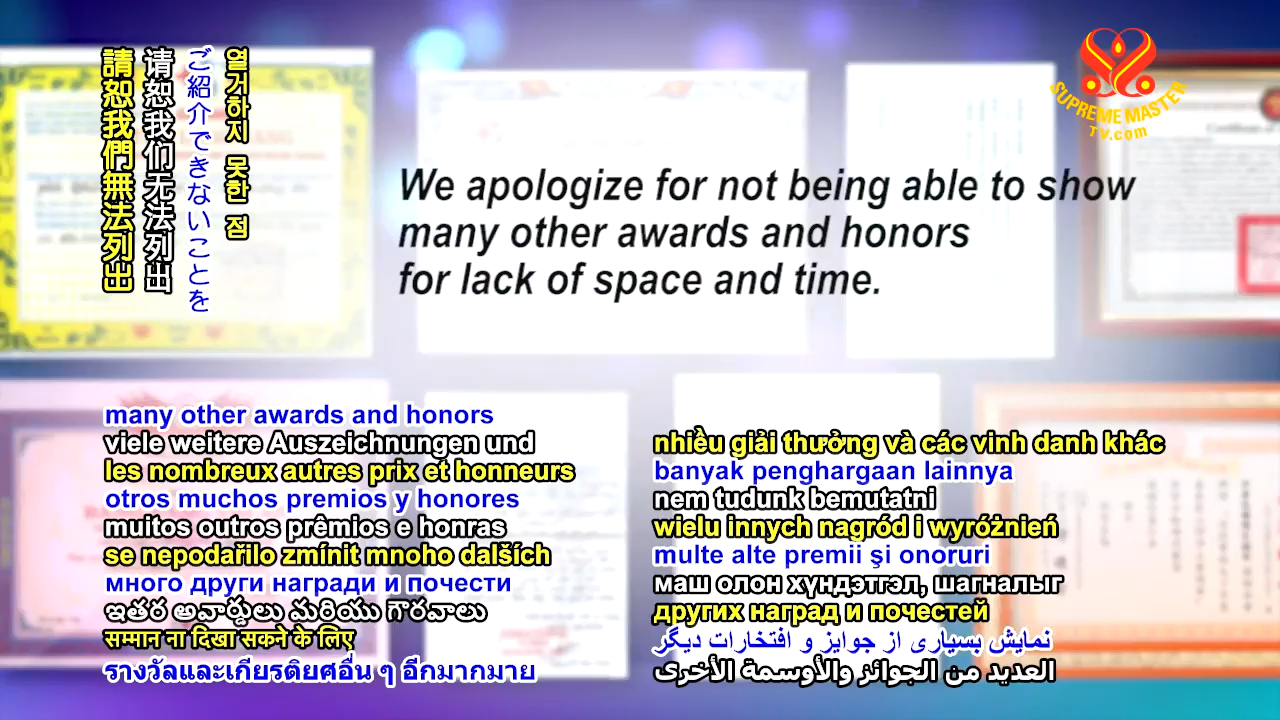 請恕我們無法列出
请恕我们无法列出
ご紹介できないことを
열거하지 못한 점
SUPREME MASTER
TV.com
We apologize for not being able to show
many other awards and honors
for lack of space and time.
many other awards and honors
viele weitere Auszeichnungen und
les nombreux autres prix et honneurs
otros muchos premios y honores
muitos outros prêmios e honras
se nepodařilo zmínit mnoho dalších
много други награди и почести
ఇతర అవార్డులు మరియు గౌరవాలు
सम्मान ना दिखा सकने के लिए
รางวัลและเกียรติยศอื่น ๆ อีกมากมาย
nhiều giải thưởng và các vinh danh khác
banyak penghargaan lainnya
nem tudunk bemutatni
wielu innych nagród i wyróżnień
multe alte premii şi onoruri
маш олон хүндэтгэл, шагналыг
других наград и почестей
نمایش بسیاری از جوایز و افتخارات دیگر
العديد من الجوائز والأوسمة الأخرى